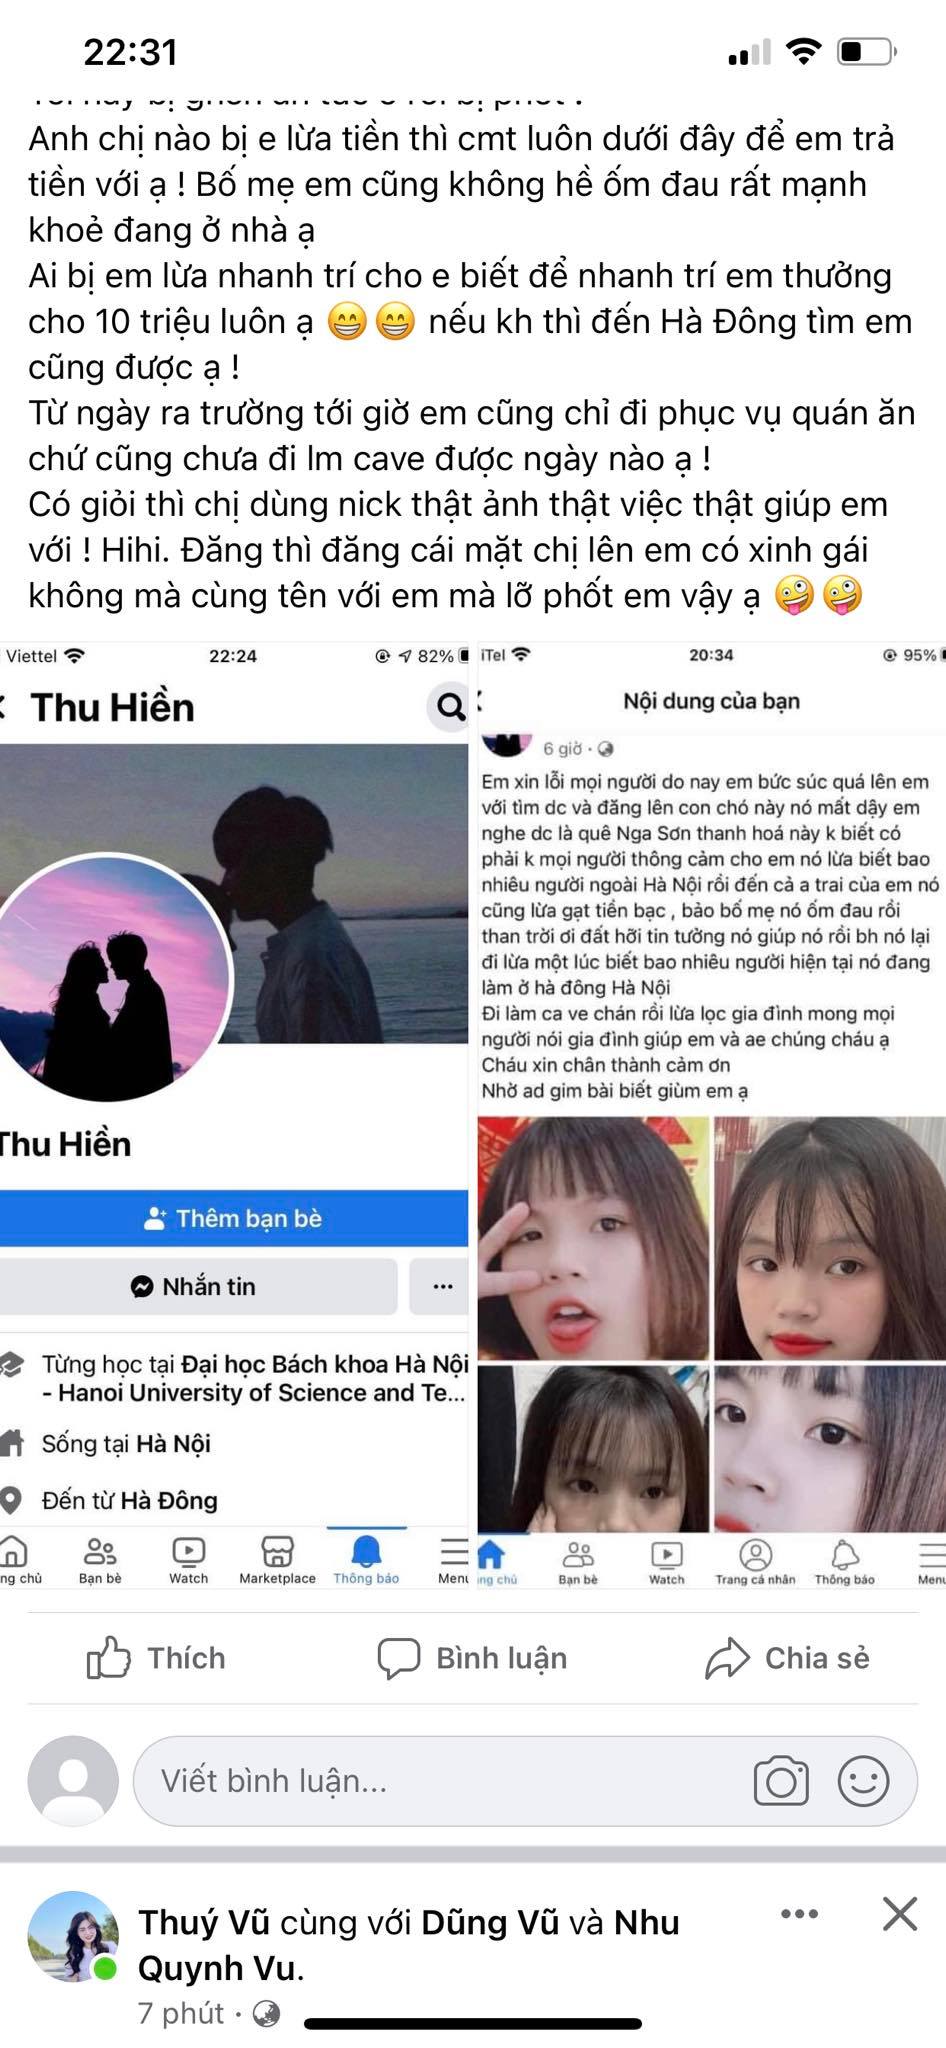 22:31
Anh chị nào bị e lừa tiền thì cmt luôn dưới đây để em trả
tiền với ạ ! Bố mẹ em cũng không hề ốm đau rất mạnh
khoẻ đang ở nhà ạ
Ai bị em lừa nhanh trí cho e biết để nhanh trí em thưởng
cho 10 triệu luôn ạ 😁😁 nếu kh thì đến Hà Đông tìm em
cũng được ạ !
Từ ngày ra trường tới giờ em cũng chỉ đi phục vụ quán ăn
chứ cũng chưa đi lm cave được ngày nào ạ !
Có giỏi thì chị dùng nick thật ảnh thật việc thật giúp em
với ! Hihi. Đăng thì đăng cái mặt chị lên em có xinh gái
không mà cùng tên với em mà lỡ phốt em vậy ạ 🤪🤪
Viettel 22:24 82%
Thu Hiền
Thu Hiền
Thêm bạn bè
Nhắn tin
Từng học tại Đại học Bách khoa Hà Nội
- Hanoi University of Science and Te...
Sống tại Hà Nội
Đến từ Hà Đông
ng chủ Bạn bè Watch Marketplace Thông báo Menu
iTel 20:34 95%
Nội dung của bạn
6 giờ ·
Em xin lỗi mọi người do nay em bức súc quá lên em
với tìm dc và đăng lên con chó này nó mất dậy em
nghe dc là quê Nga Sơn thanh hoá này k biết có
phải k mọi người thông cảm cho em nó lừa biết bao
nhiêu người ngoài Hà Nội rồi đến cả a trai của em nó
cũng lừa gạt tiền bạc , bảo bố mẹ nó ốm đau rồi
than trời ơi đất hỡi tin tưởng nó giúp nó rồi bh nó lại
đi lừa một lúc biết bao nhiêu người hiện tại nó đang
làm ở hà đông Hà Nội
Đi làm ca ve chán rồi lừa lọc gia đình mong mọi
người nói gia đình giúp em và ae chúng cháu ạ
Cháu xin chân thành cảm ơn
Nhờ ad gim bài biết giùm em ạ
ng chủ Bạn bè Watch Trang cá nhân Thông báo Menu
Thích Bình luận Chia sẻ
Viết bình luận...
Thuý Vũ cùng với Dũng Vũ và Nhu
Quynh Vu.
7 phút ·